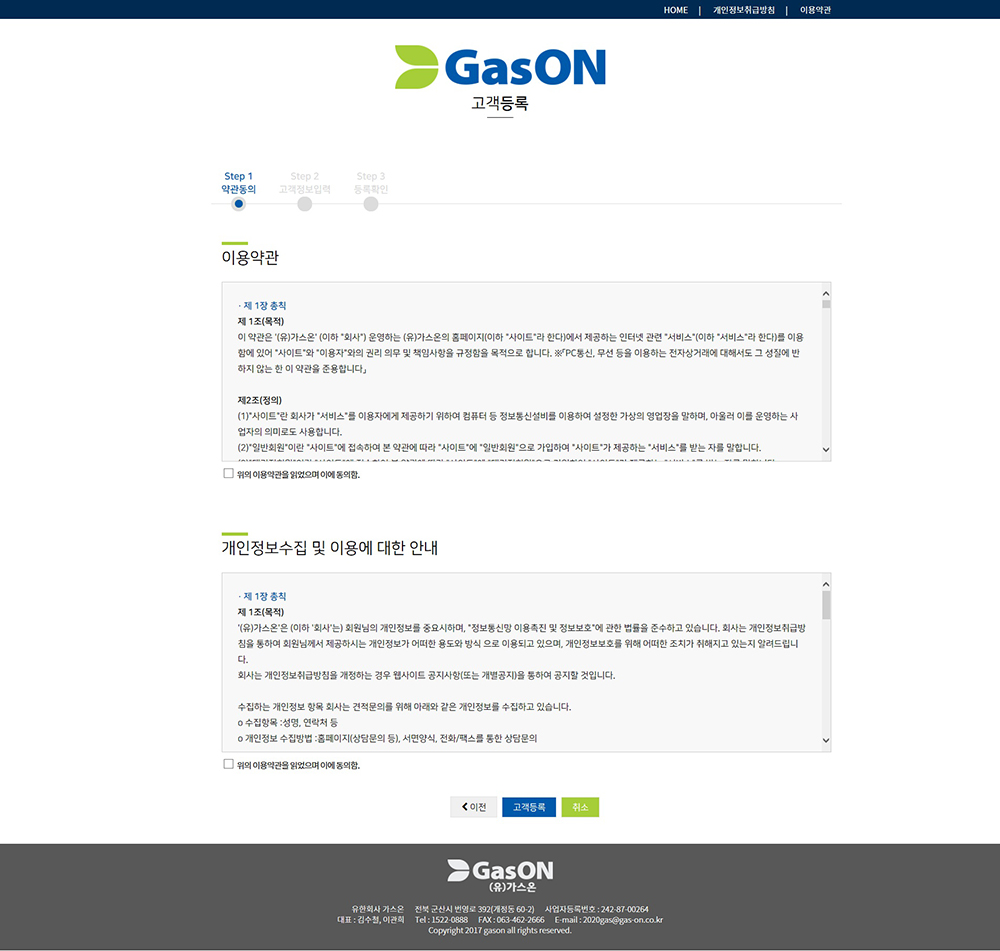 HOME | 개인정보취급방침 | 이용약관
GasON
고객등록
Step 1 Step 2 Step 3
약관동의 고객정보입력 등록확인
이용약관
· 제 1장 총칙
제 1조(목적)
이 약관은 '(유)가스온' (이하 "회사") 운영하는 (유)가스온의 홈페이지(이하 "사이트"라 한다)에서 제공하는 인터넷 관련 "서비스"(이하 "서비스"라 한다)를 이용
함에 있어 "사이트"와 "이용자"와의 권리 의무 및 책임사항을 규정함을 목적으로 합니다. ※「PC통신, 무선 등을 이용하는 전자상거래에 대해서도 그 성질에 반
하지 않는 한 이 약관을 준용합니다」
제2조(정의)
(1)"사이트"란 회사가 "서비스"를 이용자에게 제공하기 위하여 컴퓨터 등 정보통신설비를 이용하여 설정한 가상의 영업장을 말하며, 아울러 이를 운영하는 사
업자의 의미로도 사용합니다.
(2)"일반회원"이란 "사이트"에 접속하여 본 약관에 따라 "사이트"에 "일반회원"으로 가입하여 "사이트"가 제공하는 "서비스"를 받는 자를 말합니다.
위의 이용약관을 읽었으며 이에 동의함.
개인정보수집 및 이용에 대한 안내
· 제 1장 총칙
제 1조(목적)
'(유)가스온'은 (이하 '회사'는) 회원님의 개인정보를 중요시하며, "정보통신망 이용촉진 및 정보보호"에 관한 법률을 준수하고 있습니다. 회사는 개인정보취급방
침을 통하여 회원님께서 제공하시는 개인정보가 어떠한 용도와 방식 으로 이용되고 있으며, 개인정보보호를 위해 어떠한 조치가 취해지고 있는지 알려드립니
다.
회사는 개인정보취급방침을 개정하는 경우 웹사이트 공지사항(또는 개별공지)을 통하여 공지할 것입니다.
수집하는 개인정보 항목 회사는 견적문의를 위해 아래와 같은 개인정보를 수집하고 있습니다.
o 수집항목 :성명, 연락처 등
o 개인정보 수집방법 :홈페이지(상담문의 등), 서면양식, 전화/팩스를 통한 상담문의
위의 이용약관을 읽었으며 이에 동의함.
이전 고객등록 취소
GasON
(유)가스온
유한회사 가스온 전북 군산시 번영로 392(개정동 60-2) 사업자등록번호 : 242-87-00264
대표 : 김수철, 이관희 Tel : 1522-0888 FAX : 063-462-2666 E-mail : 2020gas@gas-on.co.kr
Copyright 2017 gason all rights reserved.